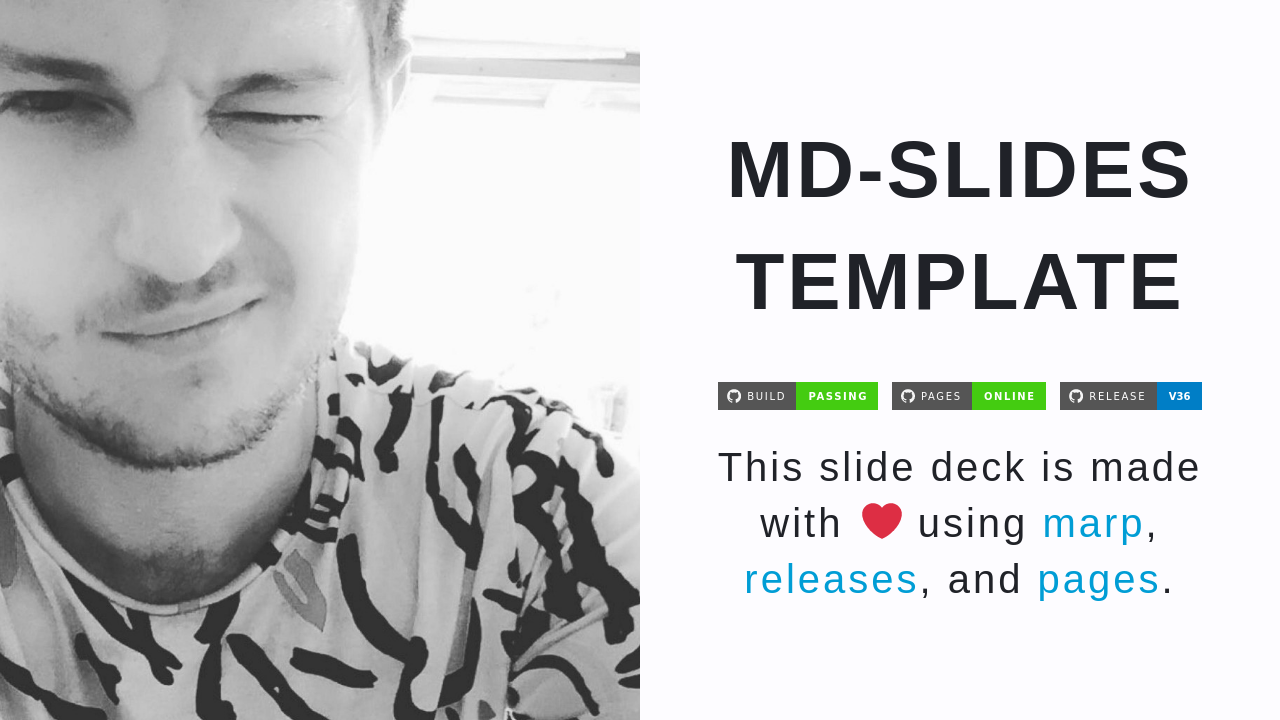 MD-SLIDES
TEMPLATE
BUILD PASSING PAGES ONLINE RELEASE V36
This slide deck is made
with ❤️ using marp,
releases, and pages.